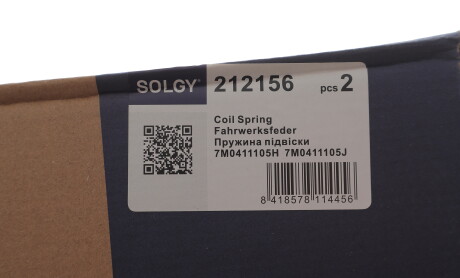 SOLGY 212156 pcs 2
Coil Spring
Fahrwerksfeder
Пружина підвіски
7M0411105H 7M0411105J
8 418578 114456